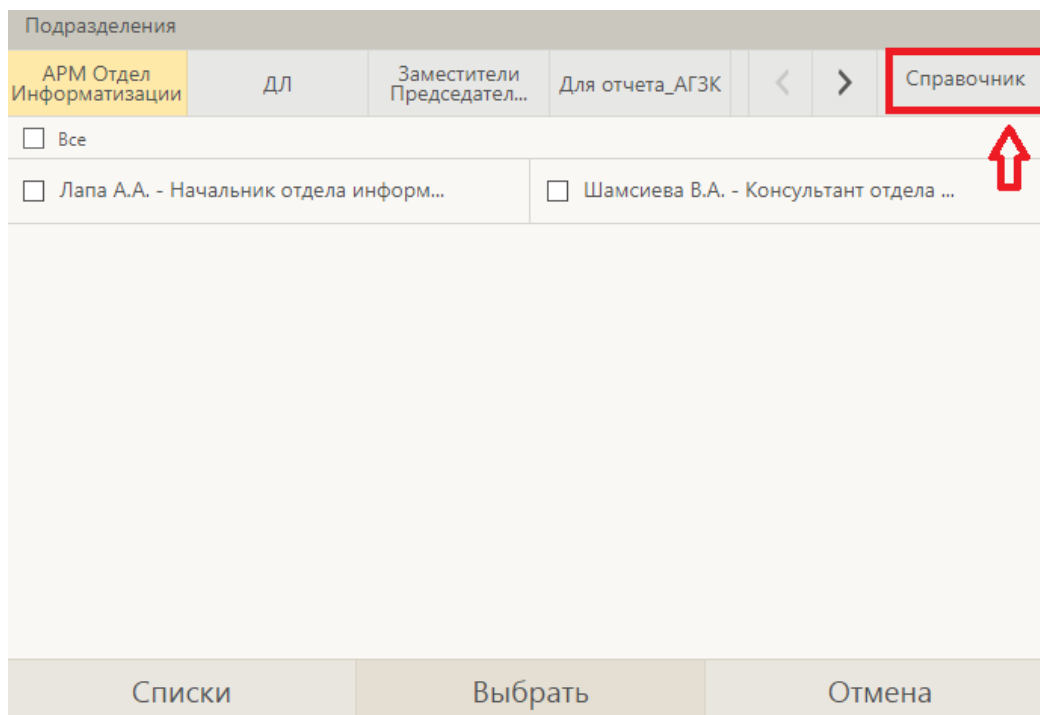 Подразделения
АРМ Отдел
Информатизации
ДЛ
Заместители
Председател...
Для отчета_АГЗК
Справочник
Все
Лапа А.А. - Начальник отдела информ...
Шамсиева В.А. - Консультант отдела ...
Списки
Выбрать
Отмена